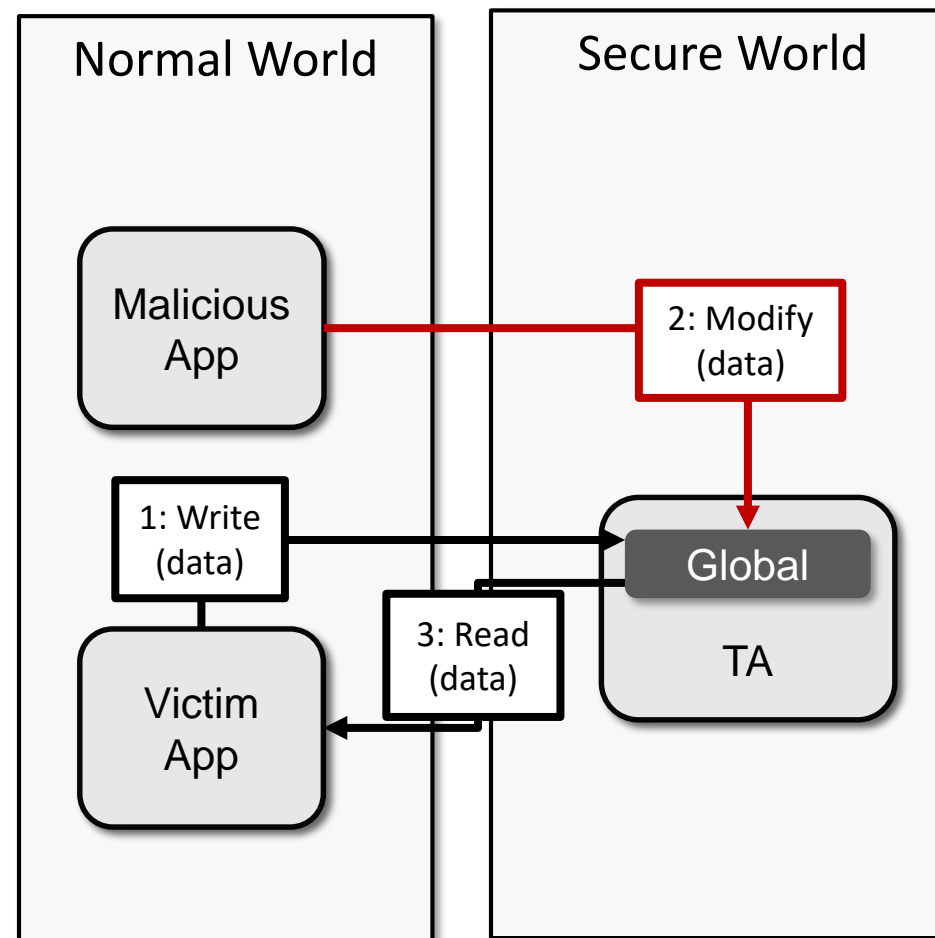 Normal World
Secure World
Malicious
App
2: Modify
(data)
1: Write
(data)
Global
3: Read
(data)
TA
Victim
App